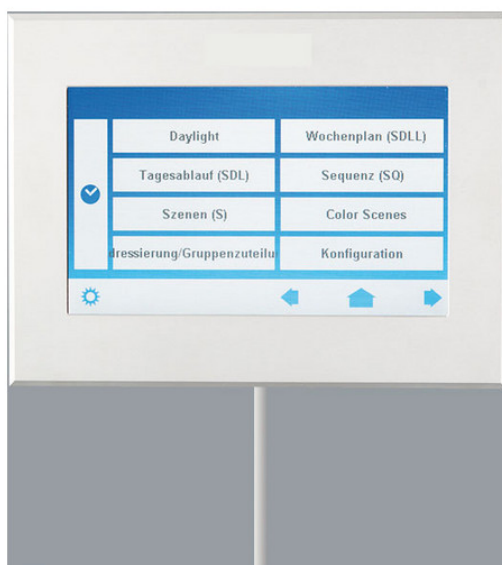 Daylight
Wochenplan (SDLL)
Tagesablauf (SDL)
Sequenz (SQ)
Szenen (S)
Color Scenes
dressierung/Gruppenzuteilu
Konfiguration